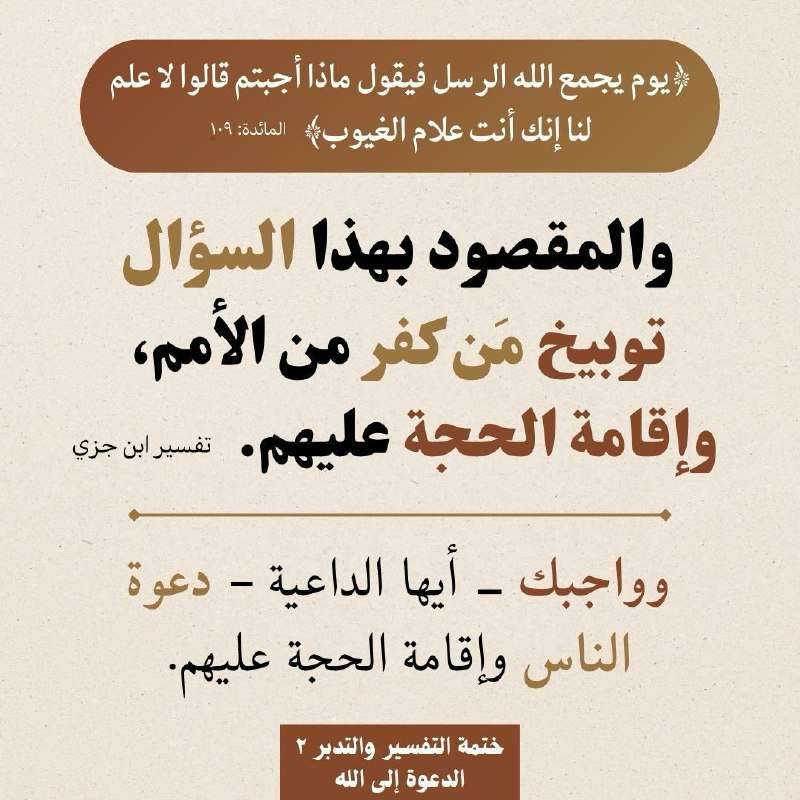 ﴿يوم يجمع الله الرسل فيقول ماذا أجبتم قالوا لا علم
لنا إنك أنت علام الغيوب﴾ المائدة: ١٠٩
والمقصود بهذا السؤال
توبيخ مَن كفر من الأمم،
وإقامة الحجة عليهم. تفسير ابن جزي
وواجبك – أيها الداعية – دعوة
الناس وإقامة الحجة عليهم.
ختمة التفسير والتدبر ٢
الدعوة إلى الله